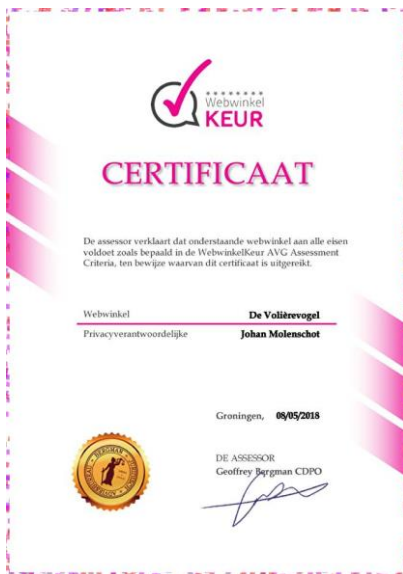 Webwinkel
KEUR
CERTIFICAAT
De assessor verklaart dat onderstaande webwinkel aan alle eisen
voldoet zoals bepaald in de WebwinkelKeur AVG Assessment
Criteria, ten bewijze waarvan dit certificaat is uitgereikt.
Webwinkel De Volièrevogel
Privacyverantwoordelijke Johan Molenschot
Groningen, 08/05/2018
DE ASSESSOR
Geoffrey Bergman CDPO
BERGMAN